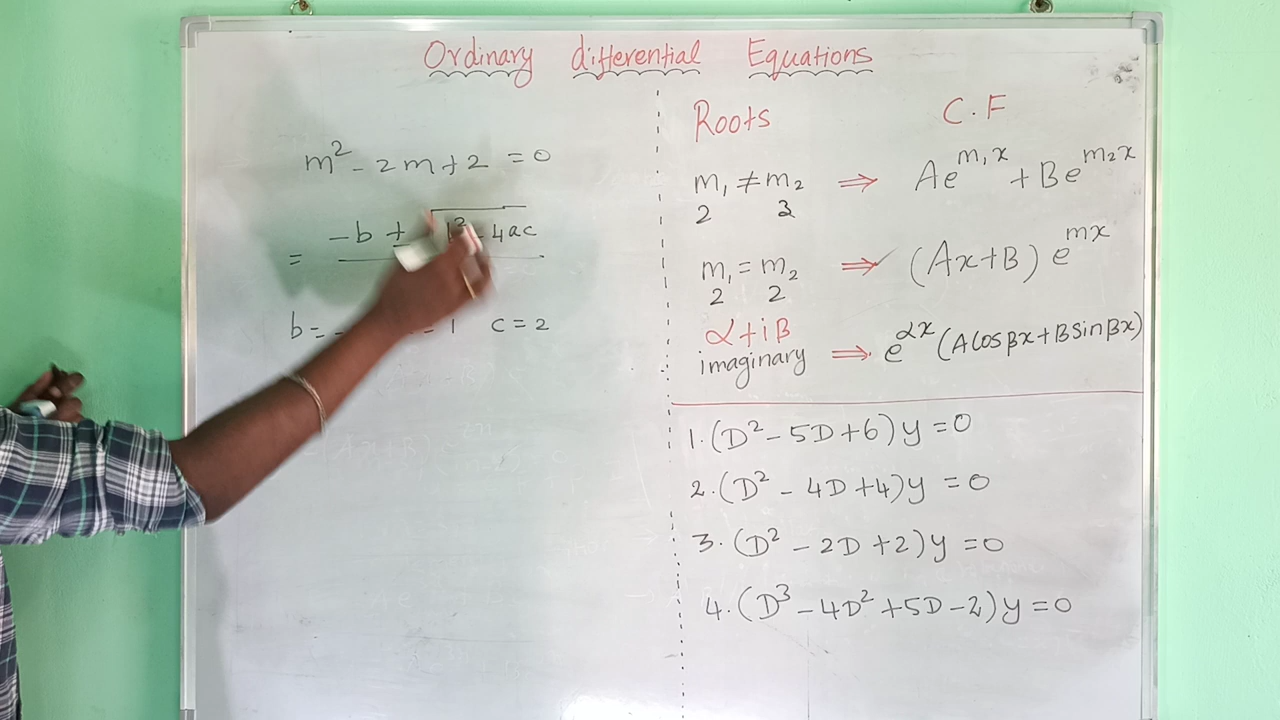 Ordinary differential Equations
m² - 2m + 2 = 0
= -b ± √b² - 4ac
b = - = 1 c = 2
Roots C.F
m₁ ≠ m₂ ⇒ Ae^m₁x + Be^m₂x
2 3
m₁ = m₂ ⇒ (Ax+B) e^mx
2 2
α+iβ
imaginary ⇒ e^αx (A cos βx + B sin βx)
1. (D² - 5D + 6) y = 0
2. (D² - 4D + 4) y = 0
3. (D² - 2D + 2) y = 0
4. (D³ - 4D² + 5D - 2) y = 0